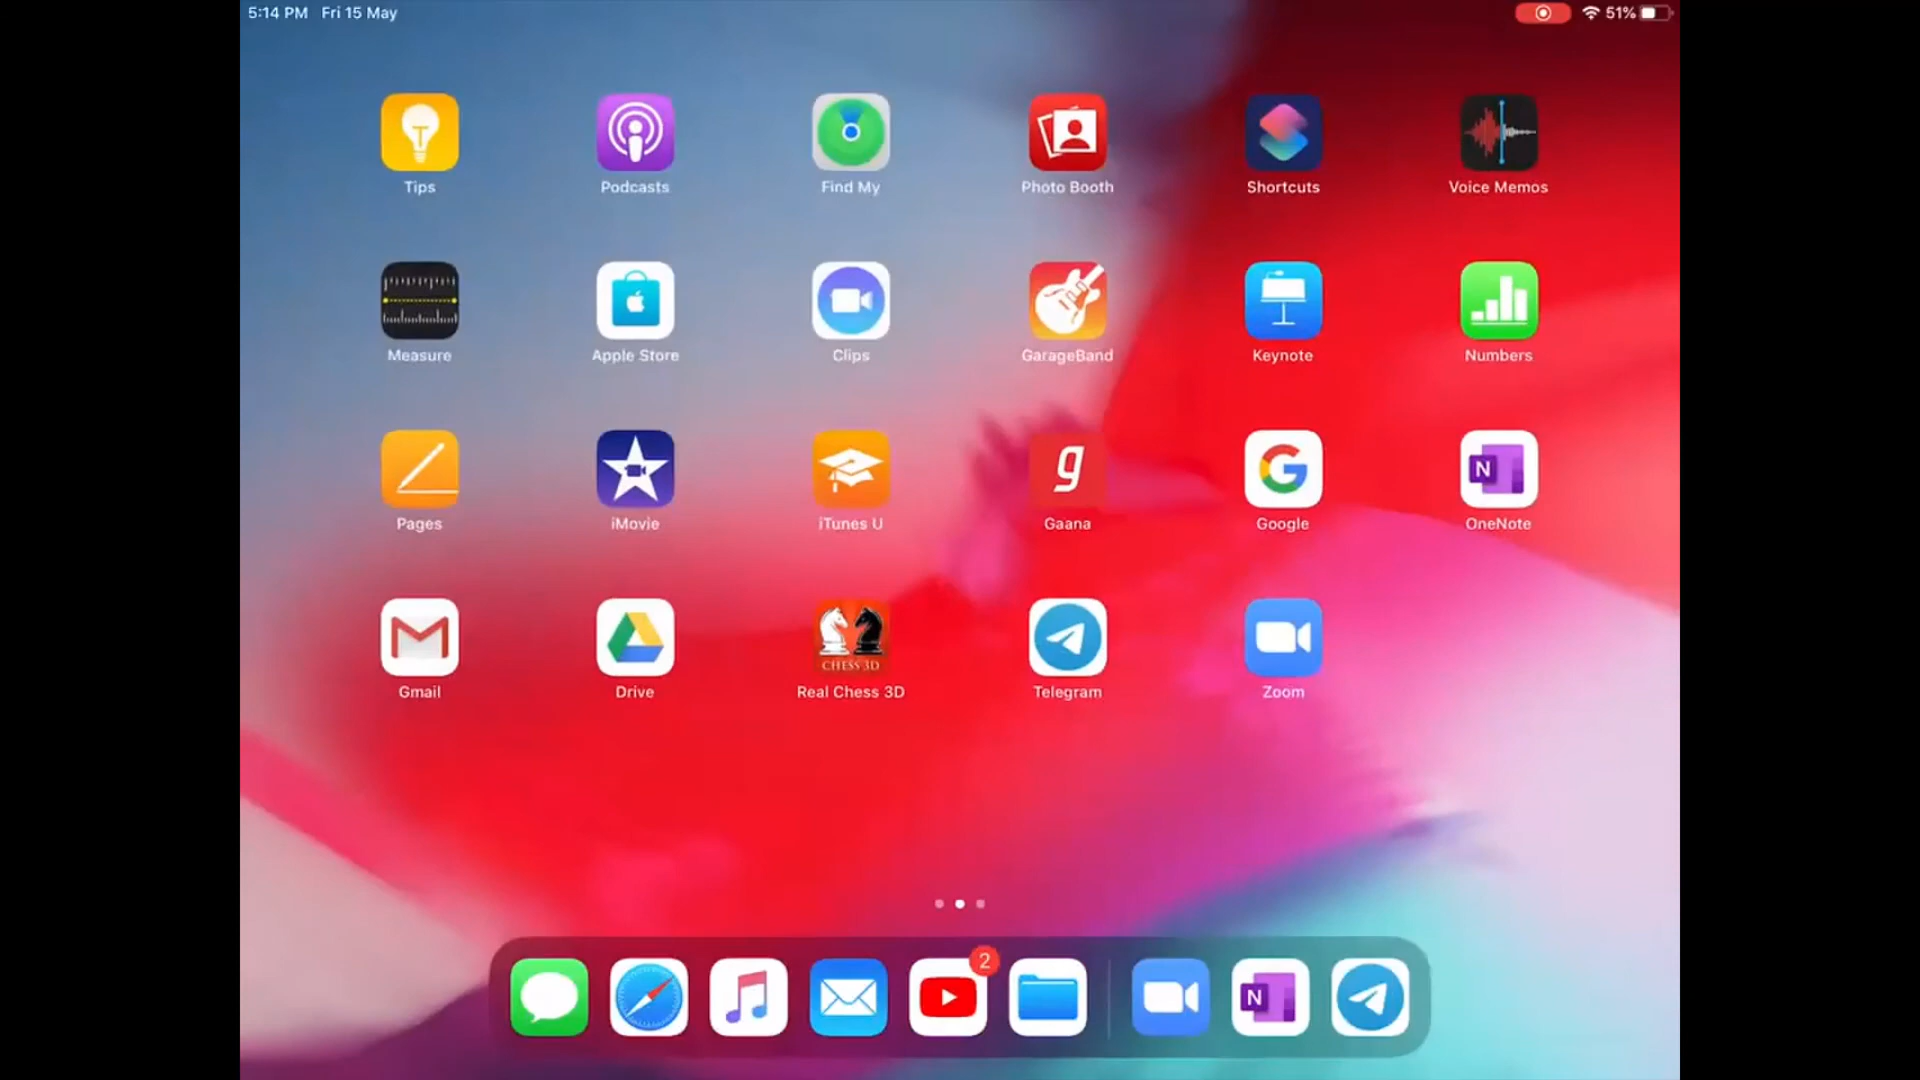 5:14 PM Fri 15 May
51%
Tips Podcasts Find My Photo Booth Shortcuts Voice Memos
Measure Apple Store Clips GarageBand Keynote Numbers
g
G
N
Pages iMovie iTunes U Gaana Google OneNote
CHESS 3D
Gmail Drive Real Chess 3D Telegram Zoom
2
N